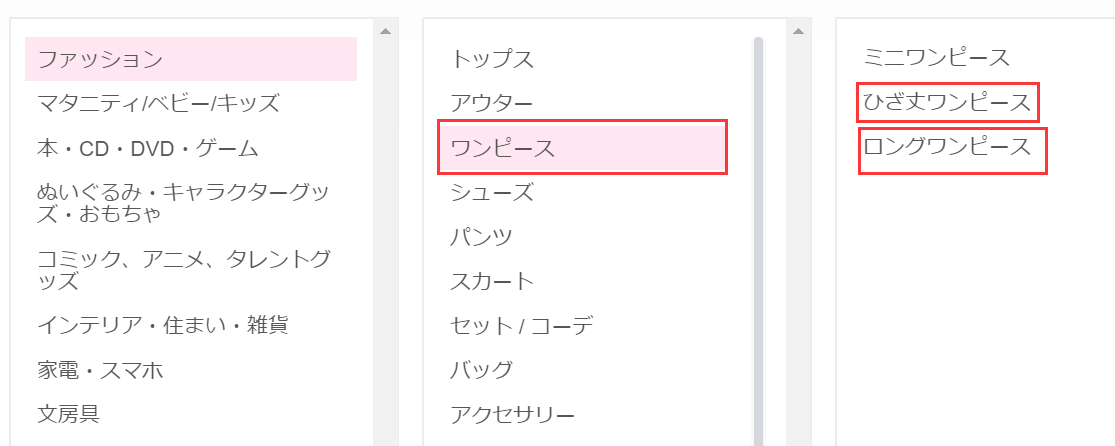 ファッション
マタニティ/ベビー/キッズ
本・CD・DVD・ゲーム
ぬいぐるみ・キャラクターグッ
ズ・おもちゃ
コミック、アニメ、タレントグ
ッズ
インテリア・住まい・雑貨
家電・スマホ
文房具
トップス
アウター
ワンピース
シューズ
パンツ
スカート
セット / コーデ
バッグ
アクセサリー
ミニワンピース
ひざ丈ワンピース
ロングワンピース